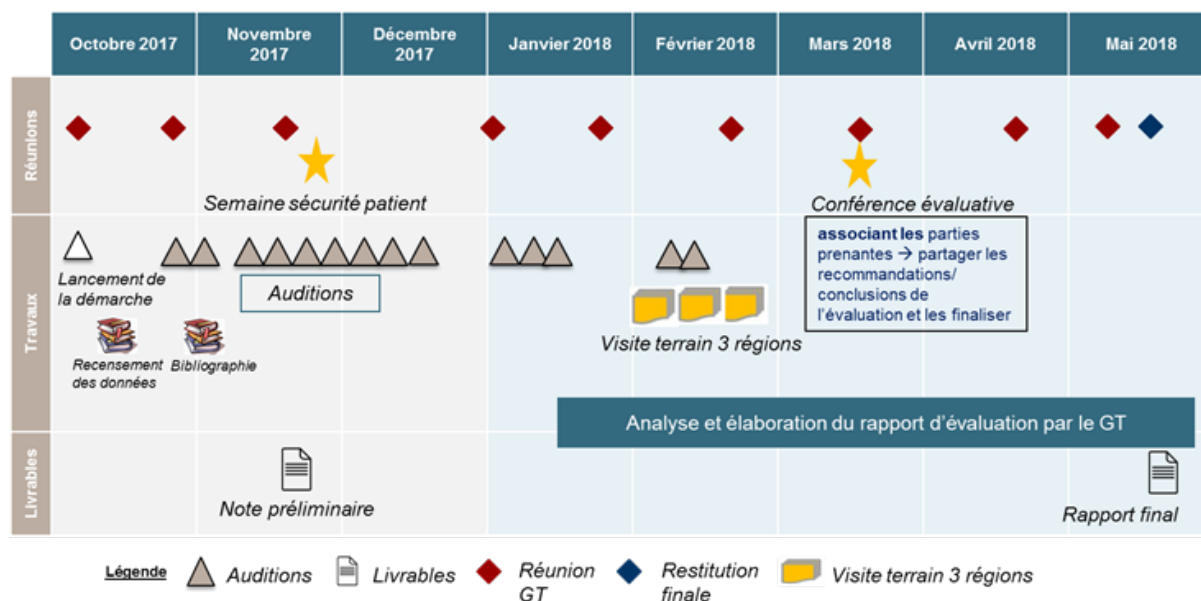 Octobre 2017
Novembre
2017
Décembre
2017
Janvier 2018
Février 2018
Mars 2018
Avril 2018
Mai 2018
Réunions
Semaine sécurité patient
Conférence évaluative
Travaux
Lancement de
la démarche
Auditions
Recensement
des données
Bibliographie
Visite terrain 3 régions
associant les parties
prenantes → partager les
recommandations/
conclusions de
l'évaluation et les finaliser
Analyse et élaboration du rapport d'évaluation par le GT
Livrables
Note préliminaire
Rapport final
Légende
Auditions
Livrables
Réunion
GT
Restitution
finale
Visite terrain 3 régions